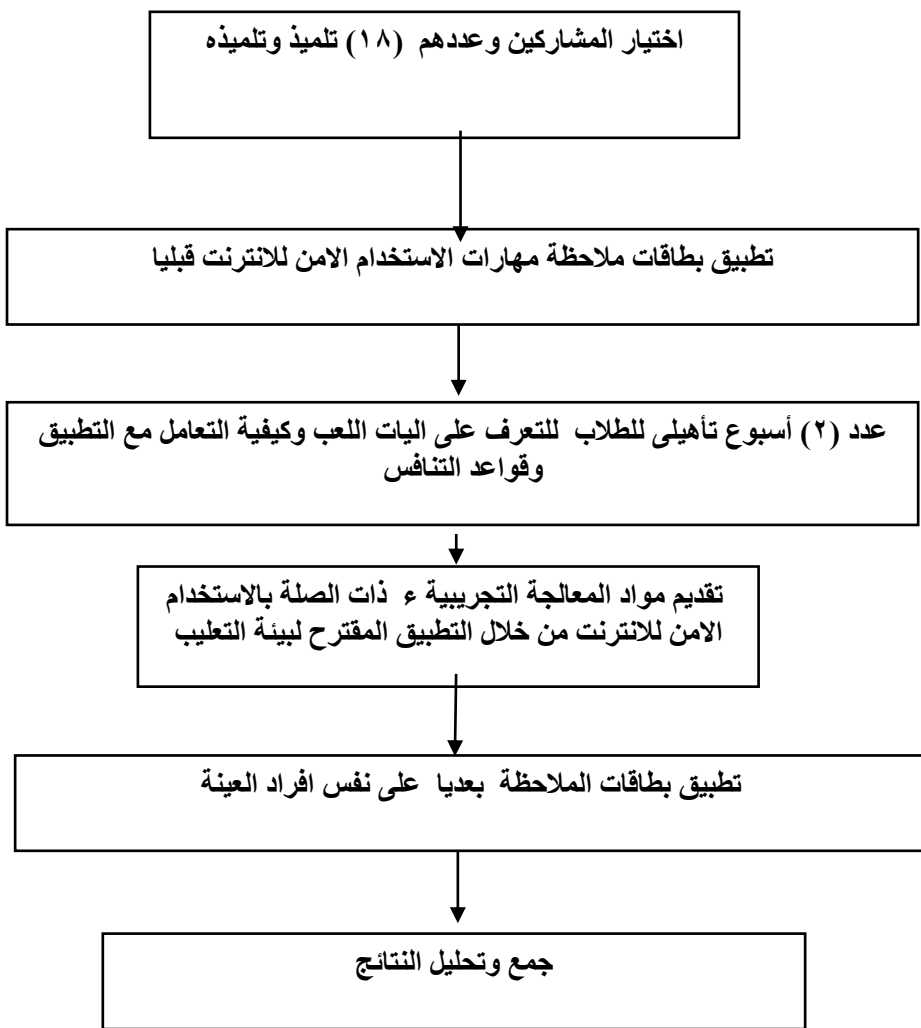 اختيار المشاركين وعددهم (١٨) تلميذ وتلميذه
تطبيق بطاقات ملاحظة مهارات الاستخدام الامن للانترنت قبليا
عدد (٢) أسبوع تأهيلى للطلاب للتعرف على اليات اللعب وكيفية التعامل مع التطبيق
وقواعد التنافس
تقديم مواد المعالجة التجريبية ء ذات الصلة بالاستخدام
الامن للانترنت من خلال التطبيق المقترح لبيئة التعليب
تطبيق بطاقات الملاحظة بعديا على نفس افراد العينة
جمع وتحليل النتائج